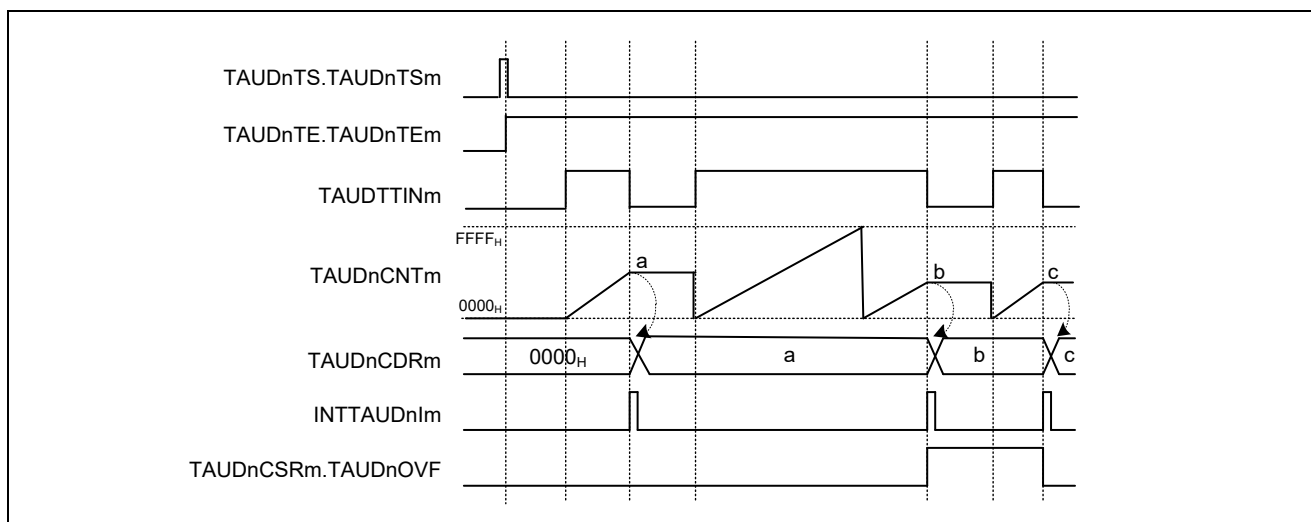 TAUDnTS.TAUDnTSm
TAUDnTE.TAUDnTEm
TAUDTTINm
FFFFH
TAUDnCNTm
a
b
c
0000H
TAUDnCDRm
0000H
a
b
c
INTTAUDnIm
TAUDnCSRm.TAUDnOVF